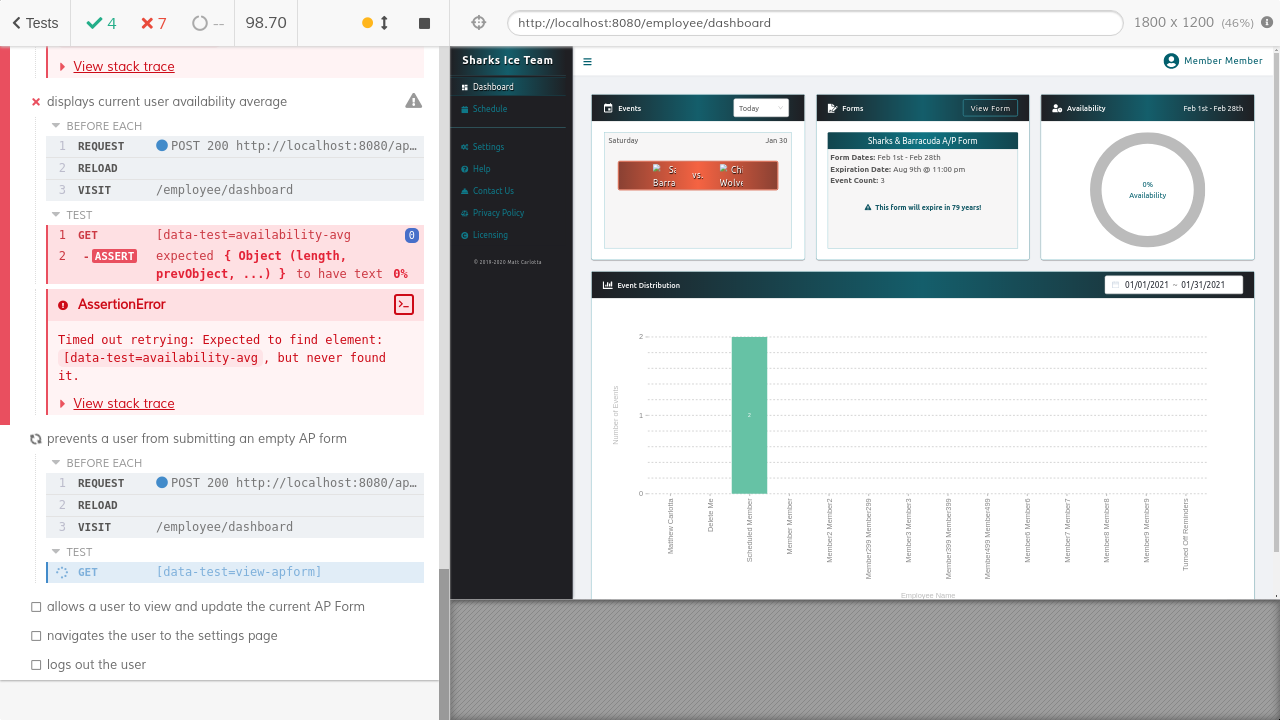 Tests
4
7
--
98.70
http://localhost:8080/employee/dashboard
1800 x 1200 (46%)
View stack trace
displays current user availability average
BEFORE EACH
1 REQUEST POST 200 http://localhost:8080/ap…
2 RELOAD
3 VISIT /employee/dashboard
TEST
1 GET [data-test=availability-avg 0
2 -ASSERT expected { Object (length,
prevObject, ...) } to have text 0%
AssertionError
Timed out retrying: Expected to find element:
[data-test=availability-avg , but never found
it.
View stack trace
prevents a user from submitting an empty AP form
BEFORE EACH
1 REQUEST POST 200 http://localhost:8080/ap…
2 RELOAD
3 VISIT /employee/dashboard
TEST
GET [data-test=view-apform]
allows a user to view and update the current AP Form
navigates the user to the settings page
logs out the user
Sharks Ice Team
Dashboard
Schedule
Settings
Help
Contact Us
Privacy Policy
Licensing
© 2019-2020 Matt Carlotta
Member Member
Events
Today
Saturday
Jan 30
Barra
vs.
Wolve
Forms
View Form
Sharks & Barracuda A/P Form
Form Dates: Feb 1st - Feb 28th
Expiration Date: Aug 9th @ 11:00 pm
Event Count: 3
This form will expire in 79 years!
Availability
Feb 1st - Feb 28th
0%
Availability
Event Distribution
01/01/2021 ~ 01/31/2021
Number of Events
2
1
0
2
Matthew Carlotta
Delete Me
Scheduled Member
Member Member
Member2 Member2
Member299 Member299
Member3 Member3
Member399 Member399
Member499 Member499
Member6 Member6
Member7 Member7
Member8 Member8
Member9 Member9
Turned Off Reminders
Employee Name